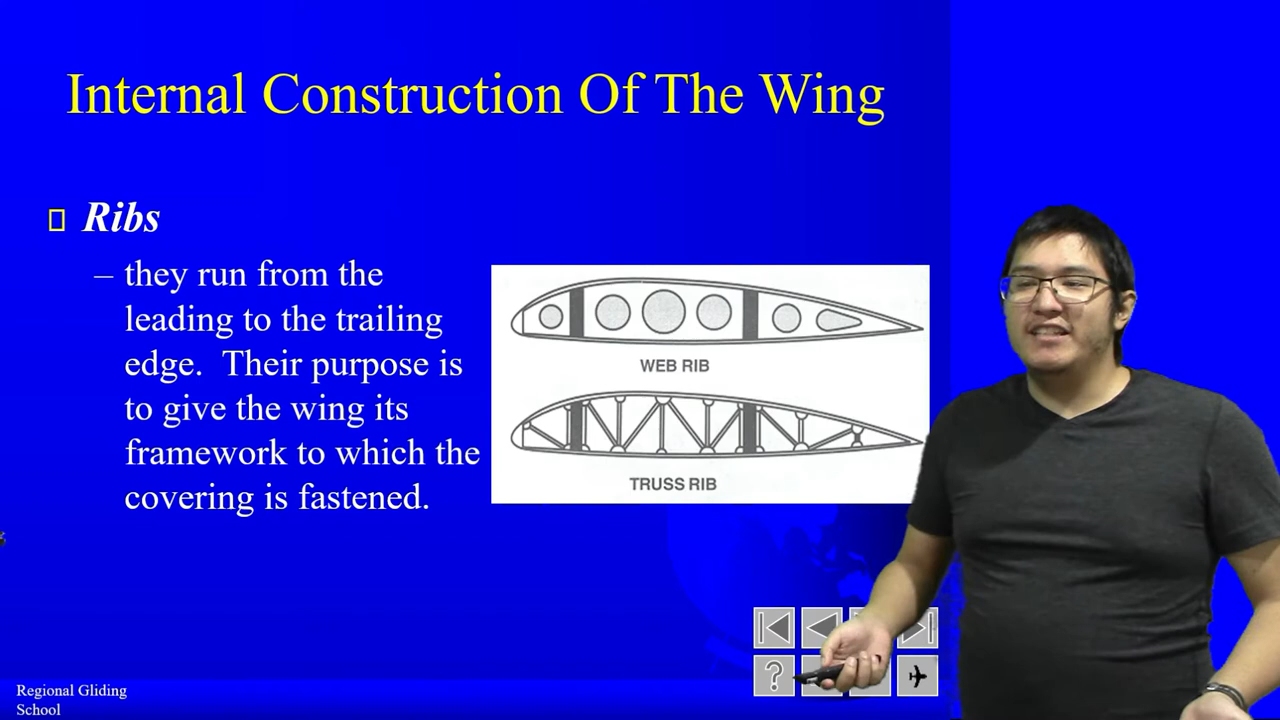 Internal Construction Of The Wing
Ribs
– they run from the
leading to the trailing
edge. Their purpose is
to give the wing its
framework to which the
covering is fastened.
WEB RIB
TRUSS RIB
?
Regional Gliding
School